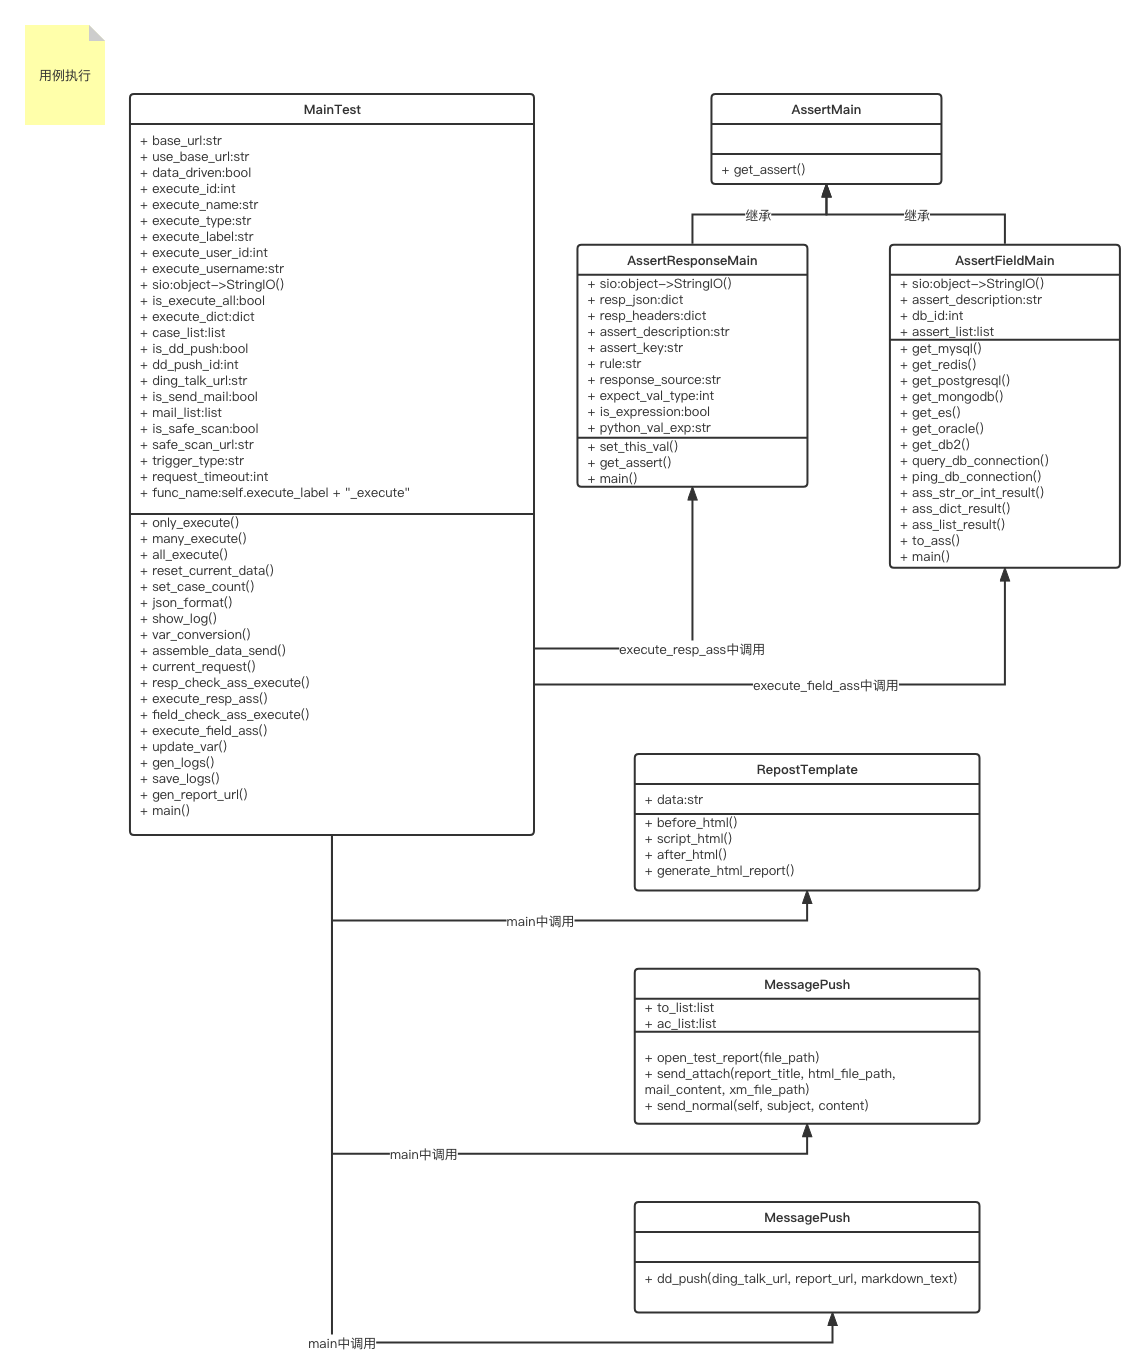 用例执行
MainTest
+ base_url:str
+ use_base_url:str
+ data_driven:bool
+ execute_id:int
+ execute_name:str
+ execute_type:str
+ execute_label:str
+ execute_user_id:int
+ execute_username:str
+ sio:object->StringIO()
+ is_execute_all:bool
+ execute_dict:dict
+ case_list:list
+ is_dd_push:bool
+ dd_push_id:int
+ ding_talk_url:str
+ is_send_mail:bool
+ mail_list:list
+ is_safe_scan:bool
+ safe_scan_url:str
+ trigger_type:str
+ request_timeout:int
+ func_name:self.execute_label + "_execute"
+ only_execute()
+ many_execute()
+ all_execute()
+ reset_current_data()
+ set_case_count()
+ json_format()
+ show_log()
+ var_conversion()
+ assemble_data_send()
+ current_request()
+ resp_check_ass_execute()
+ execute_resp_ass()
+ field_check_ass_execute()
+ execute_field_ass()
+ update_var()
+ gen_logs()
+ save_logs()
+ gen_report_url()
+ main()
AssertMain
+ get_assert()
继承
继承
AssertResponseMain
+ sio:object->StringIO()
+ resp_json:dict
+ resp_headers:dict
+ assert_description:str
+ assert_key:str
+ rule:str
+ response_source:str
+ expect_val_type:int
+ is_expression:bool
+ python_val_exp:str
+ set_this_val()
+ get_assert()
+ main()
AssertFieldMain
+ sio:object->StringIO()
+ assert_description:str
+ db_id:int
+ assert_list:list
+ get_mysql()
+ get_redis()
+ get_postgresql()
+ get_mongodb()
+ get_es()
+ get_oracle()
+ get_db2()
+ query_db_connection()
+ ping_db_connection()
+ ass_str_or_int_result()
+ ass_dict_result()
+ ass_list_result()
+ to_ass()
+ main()
execute_resp_ass中调用
execute_field_ass中调用
RepostTemplate
+ data:str
+ before_html()
+ script_html()
+ after_html()
+ generate_html_report()
main中调用
MessagePush
+ to_list:list
+ ac_list:list
+ open_test_report(file_path)
+ send_attach(report_title, html_file_path,
mail_content, xm_file_path)
+ send_normal(self, subject, content)
main中调用
MessagePush
+ dd_push(ding_talk_url, report_url, markdown_text)
main中调用